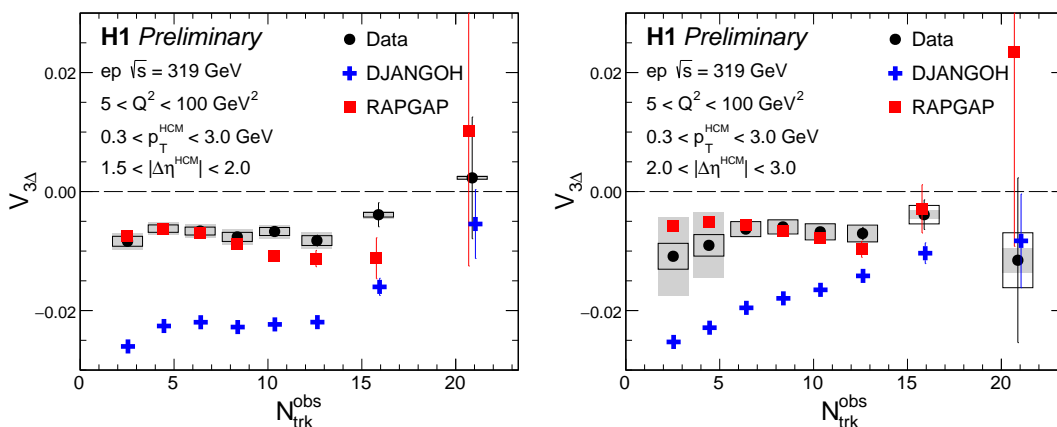 H1 Preliminary
ep √s = 319 GeV
5 < Q² < 100 GeV²
0.3 < p_T^HCM < 3.0 GeV
1.5 < |Δη^HCM| < 2.0
Data
DJANGOH
RAPGAP
V_3Δ
0.02
0.00
−0.02
0 5 10 15 20
N_trk^obs
H1 Preliminary
ep √s = 319 GeV
5 < Q² < 100 GeV²
0.3 < p_T^HCM < 3.0 GeV
2.0 < |Δη^HCM| < 3.0
Data
DJANGOH
RAPGAP
V_3Δ
0.02
0.00
−0.02
0 5 10 15 20
N_trk^obs